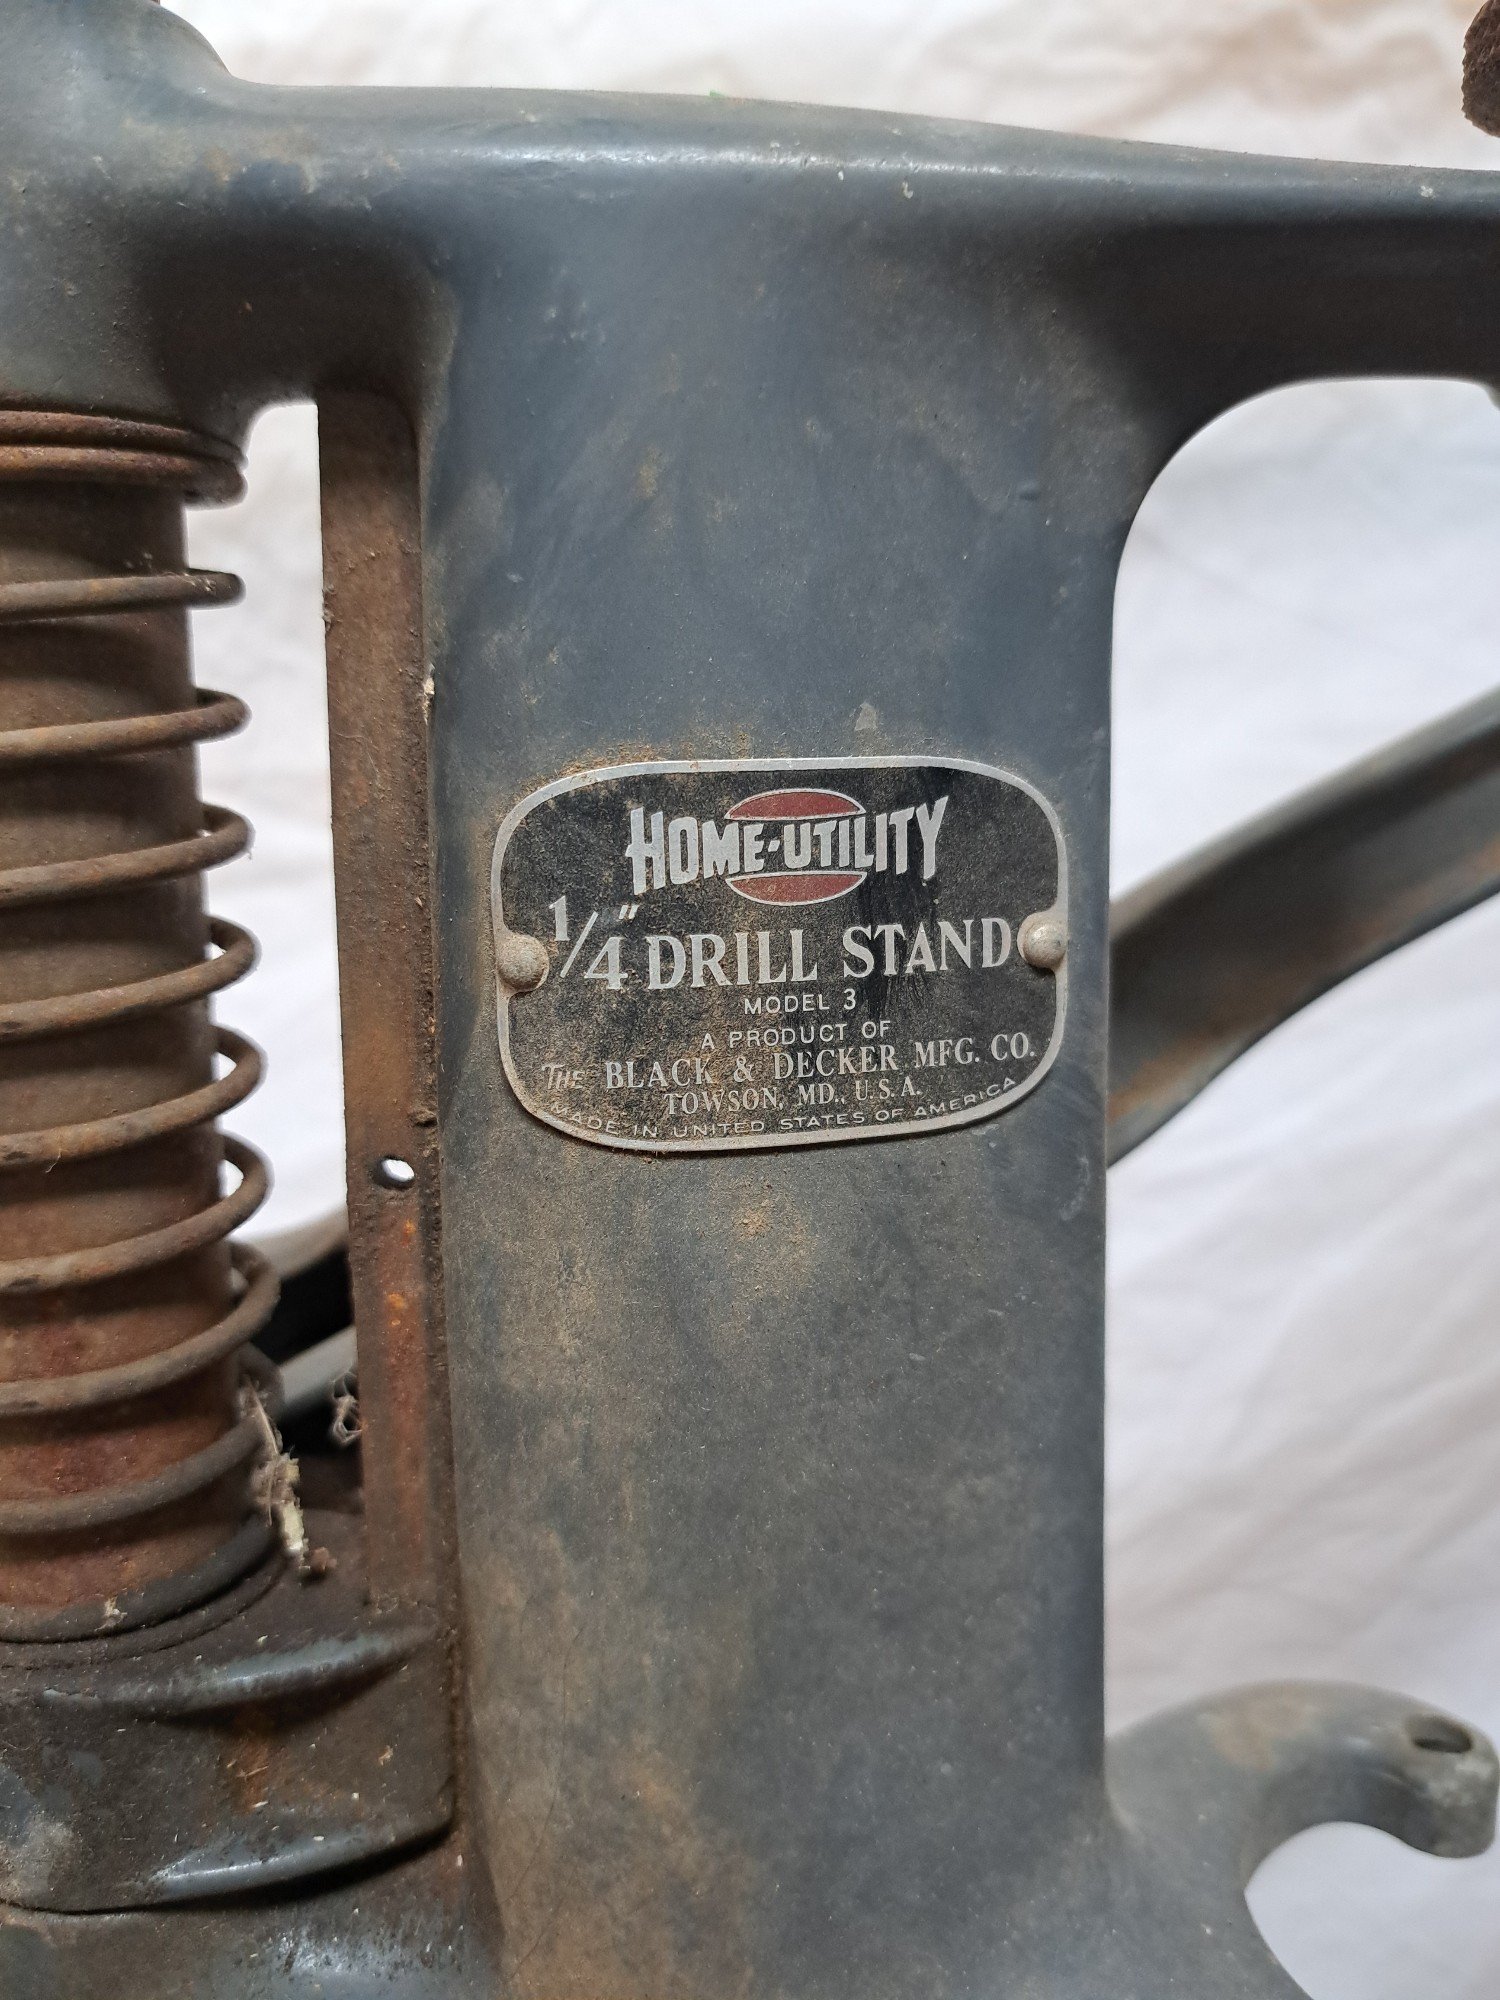 HOME-UTILITY
1/4" DRILL STAND
MODEL 3
A PRODUCT OF
THE BLACK & DECKER MFG. CO.
TOWSON, MD., U.S.A.
MADE IN UNITED STATES OF AMERICA